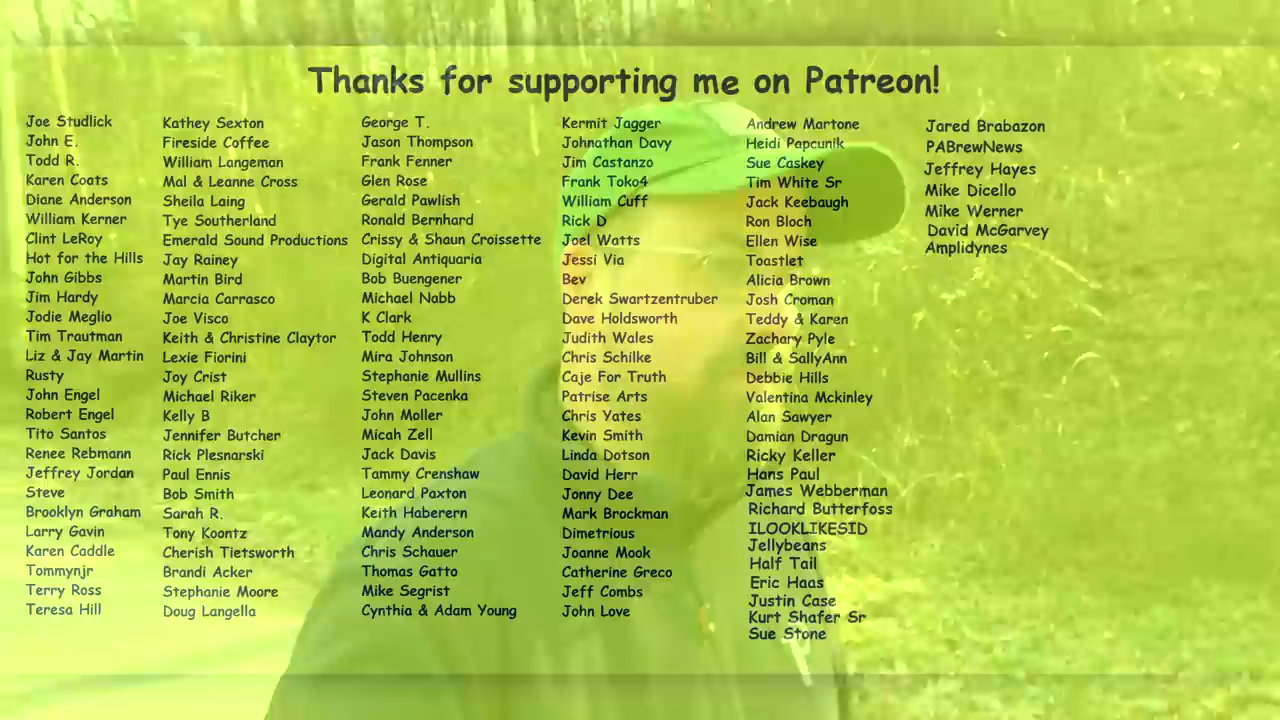 Thanks for supporting me on Patreon!
Joe Studlick
John E.
Todd R.
Karen Coats
Diane Anderson
William Kerner
Clint LeRoy
Hot for the Hills
John Gibbs
Jim Hardy
Jodie Meglio
Tim Trautman
Liz & Jay Martin
Rusty
John Engel
Robert Engel
Tito Santos
Renee Rebmann
Jeffrey Jordan
Steve
Brooklyn Graham
Larry Gavin
Karen Caddle
Tommynjr
Terry Ross
Teresa Hill
Kathey Sexton
Fireside Coffee
William Langeman
Mal & Leanne Cross
Sheila Laing
Tye Southerland
Emerald Sound Productions
Jay Rainey
Martin Bird
Marcia Carrasco
Joe Visco
Keith & Christine Claytor
Lexie Fiorini
Joy Crist
Michael Riker
Kelly B
Jennifer Butcher
Rick Plesnarski
Paul Ennis
Bob Smith
Sarah R.
Tony Koontz
Cherish Tietsworth
Brandi Acker
Stephanie Moore
Doug Langella
George T.
Jason Thompson
Frank Fenner
Glen Rose
Gerald Pawlish
Ronald Bernhard
Crissy & Shaun Croissette
Digital Antiquaria
Bob Buengener
Michael Nabb
K Clark
Todd Henry
Mira Johnson
Stephanie Mullins
Steven Pacenka
John Moller
Micah Zell
Jack Davis
Tammy Crenshaw
Leonard Paxton
Keith Haberern
Mandy Anderson
Chris Schauer
Thomas Gatto
Mike Segrist
Cynthia & Adam Young
Kermit Jagger
Johnathan Davy
Jim Castanzo
Frank Toko4
William Cuff
Rick D
Joel Watts
Jessi Via
Bev
Derek Swartzentruber
Dave Holdsworth
Judith Wales
Chris Schilke
Caje For Truth
Patrise Arts
Chris Yates
Kevin Smith
Linda Dotson
David Herr
Jonny Dee
Mark Brockman
Dimetrious
Joanne Mook
Catherine Greco
Jeff Combs
John Love
Andrew Martone
Heidi Papcunik
Sue Caskey
Tim White Sr
Jack Keebaugh
Ron Bloch
Ellen Wise
Toastlet
Alicia Brown
Josh Croman
Teddy & Karen
Zachary Pyle
Bill & SallyAnn
Debbie Hills
Valentina Mckinley
Alan Sawyer
Damian Dragun
Ricky Keller
Hans Paul
James Webberman
Richard Butterfoss
ILOOKLIKESID
Jellybeans
Half Tail
Eric Haas
Justin Case
Kurt Shafer Sr
Sue Stone
Jared Brabazon
PABrewNews
Jeffrey Hayes
Mike Dicello
Mike Werner
David McGarvey
Amplidynes